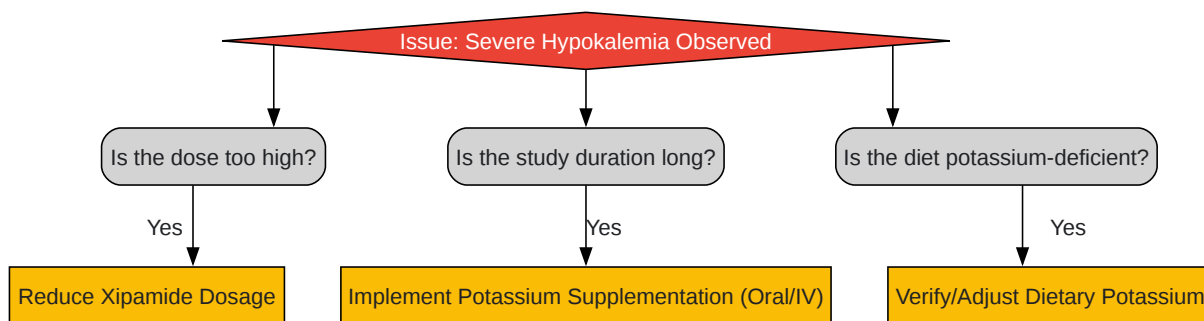 Issue: Severe Hypokalemia Observed
Is the dose too high?
Is the study duration long?
Is the diet potassium-deficient?
Yes
Yes
Yes
Reduce Xipamide Dosage
Implement Potassium Supplementation (Oral/IV)
Verify/Adjust Dietary Potassium